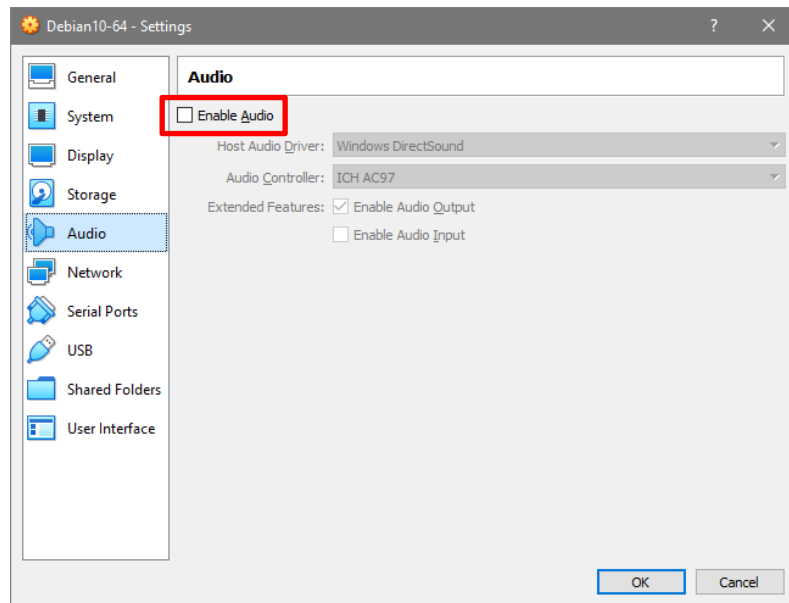 Debian10-64 - Settings ? ×
General
System
Display
Storage
Audio
Network
Serial Ports
USB
Shared Folders
User Interface
Audio
Enable Audio
Host Audio Driver: Windows DirectSound
Audio Controller: ICH AC97
Extended Features: Enable Audio Output
Enable Audio Input
OK Cancel